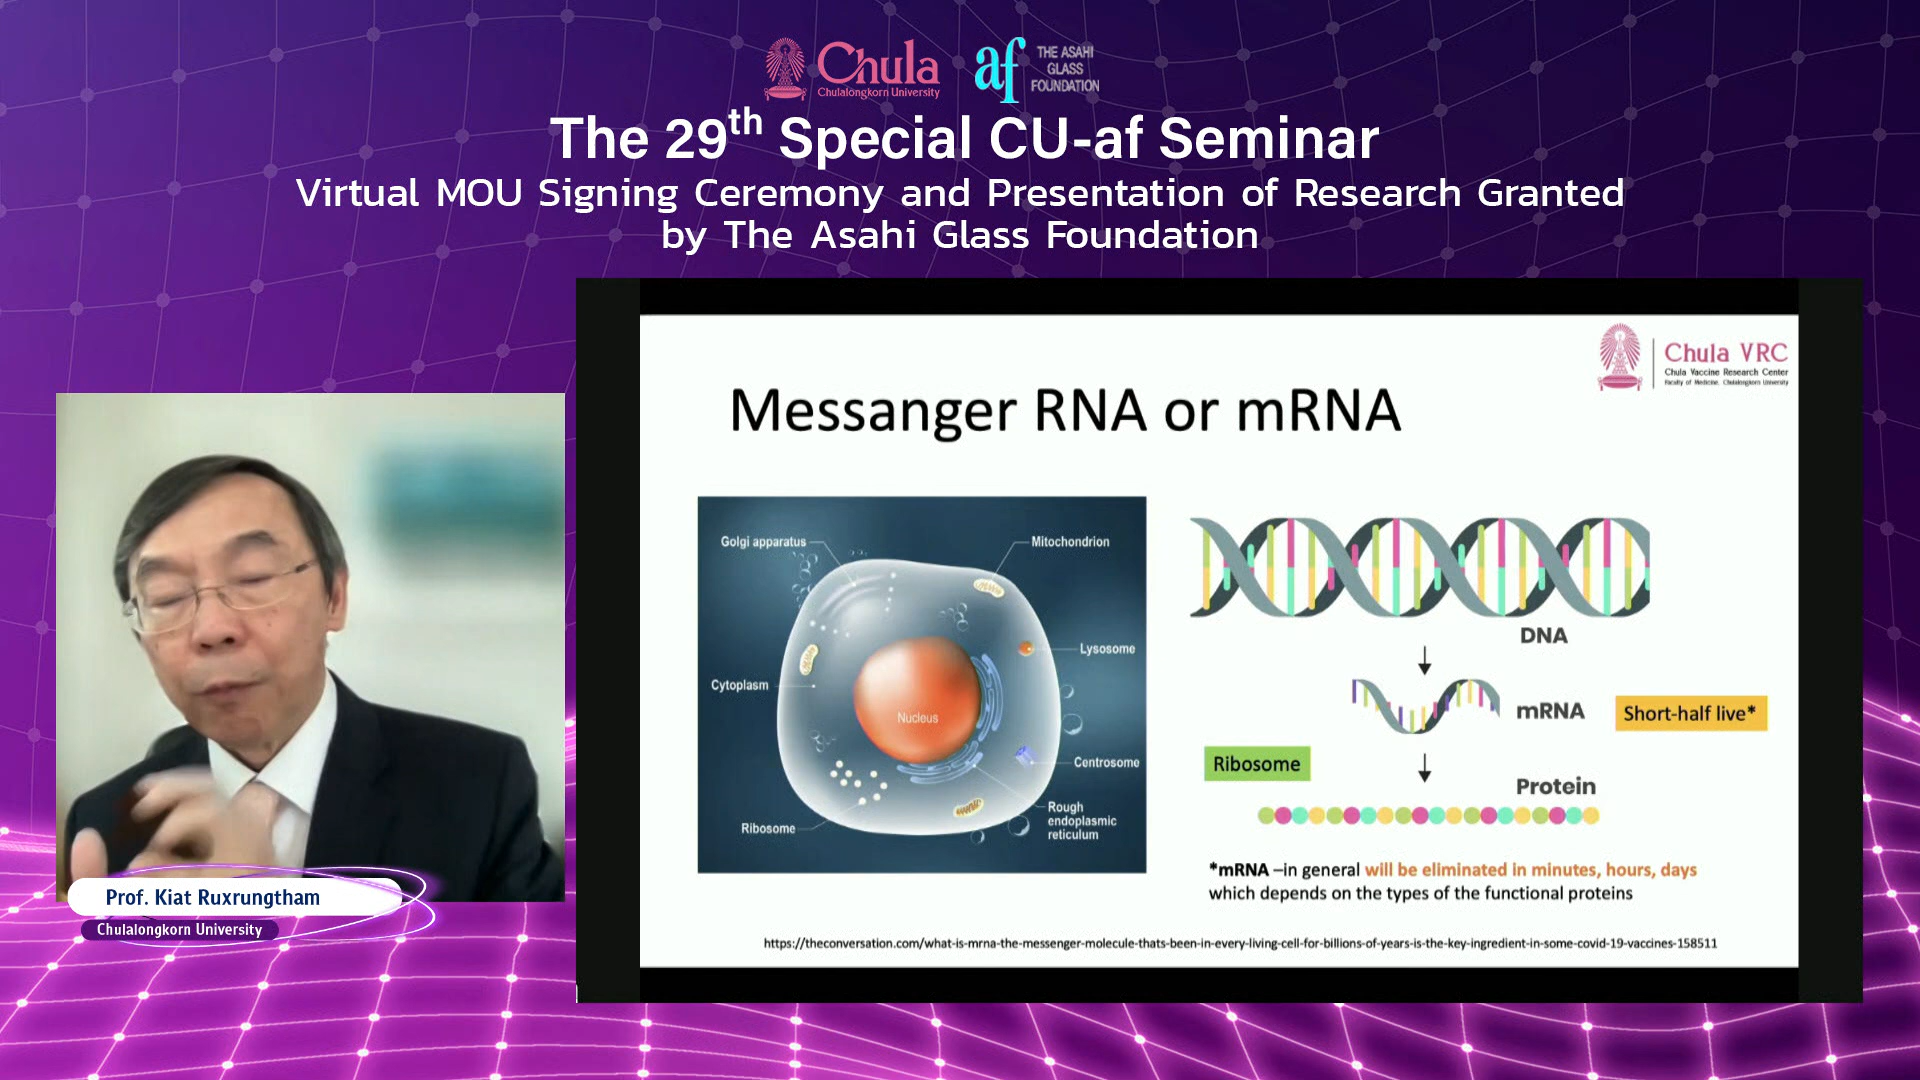 Chula
Chulalongkorn University
af
THE ASAHI
GLASS
FOUNDATION
The 29th Special CU-af Seminar
Virtual MOU Signing Ceremony and Presentation of Research Granted
by The Asahi Glass Foundation
Chula VRC
Chula Vaccine Research Center
Faculty of Medicine, Chulalongkorn University
Messanger RNA or mRNA
Golgi apparatus
Mitochondrion
Lysosome
Cytoplasm
Nucleus
Centrosome
Rough
endoplasmic
reticulum
Ribosome
DNA
mRNA
Short-half live*
Ribosome
Protein
*mRNA –in general will be eliminated in minutes, hours, days
which depends on the types of the functional proteins
https://theconversation.com/what-is-mrna-the-messenger-molecule-thats-been-in-every-living-cell-for-billions-of-years-is-the-key-ingredient-in-some-covid-19-vaccines-158511
Prof. Kiat Ruxrungtham
Chulalongkorn University